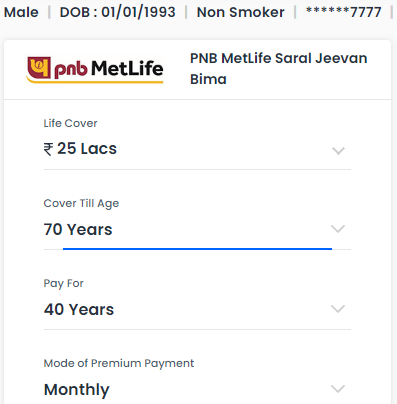 Male | DOB : 01/01/1993 | Non Smoker | ******7777 |
pnb MetLife
PNB MetLife Saral Jeevan
Bima
Life Cover
₹ 25 Lacs
Cover Till Age
70 Years
Pay For
40 Years
Mode of Premium Payment
Monthly